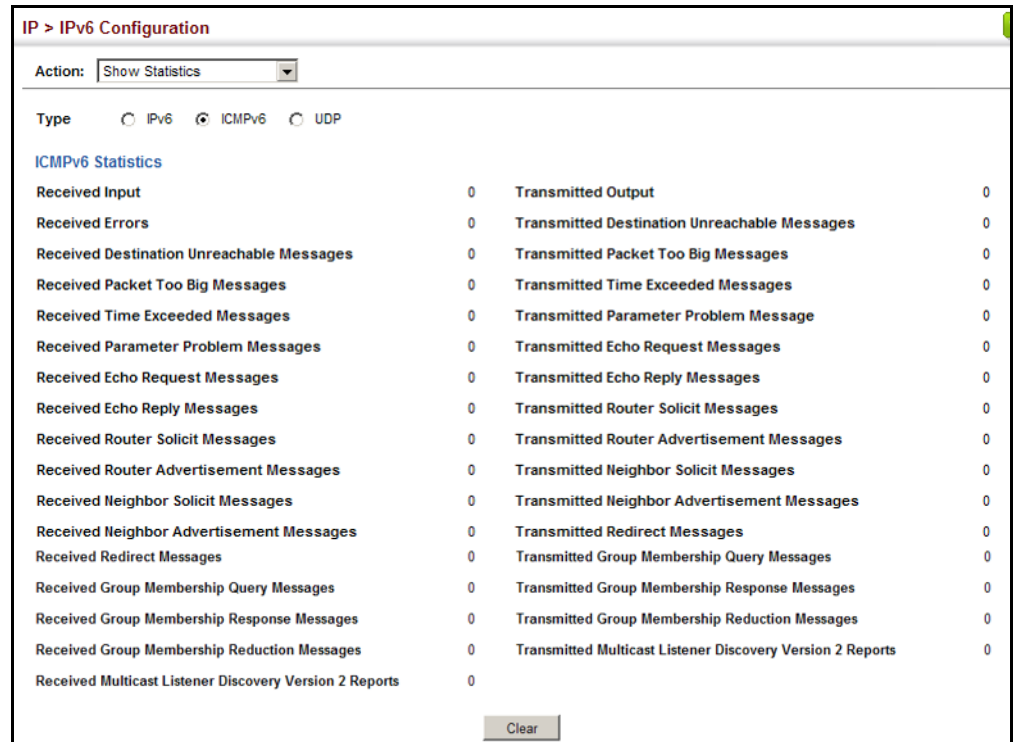 IP > IPv6 Configuration
Action: Show Statistics
Type IPv6 ICMPv6 UDP
ICMPv6 Statistics
Received Input 0 Transmitted Output 0
Received Errors 0 Transmitted Destination Unreachable Messages 0
Received Destination Unreachable Messages 0 Transmitted Packet Too Big Messages 0
Received Packet Too Big Messages 0 Transmitted Time Exceeded Messages 0
Received Time Exceeded Messages 0 Transmitted Parameter Problem Message 0
Received Parameter Problem Messages 0 Transmitted Echo Request Messages 0
Received Echo Request Messages 0 Transmitted Echo Reply Messages 0
Received Echo Reply Messages 0 Transmitted Router Solicit Messages 0
Received Router Solicit Messages 0 Transmitted Router Advertisement Messages 0
Received Router Advertisement Messages 0 Transmitted Neighbor Solicit Messages 0
Received Neighbor Solicit Messages 0 Transmitted Neighbor Advertisement Messages 0
Received Neighbor Advertisement Messages 0 Transmitted Redirect Messages 0
Received Redirect Messages 0 Transmitted Group Membership Query Messages 0
Received Group Membership Query Messages 0 Transmitted Group Membership Response Messages 0
Received Group Membership Response Messages 0 Transmitted Group Membership Reduction Messages 0
Received Group Membership Reduction Messages 0 Transmitted Multicast Listener Discovery Version 2 Reports 0
Received Multicast Listener Discovery Version 2 Reports 0
Clear